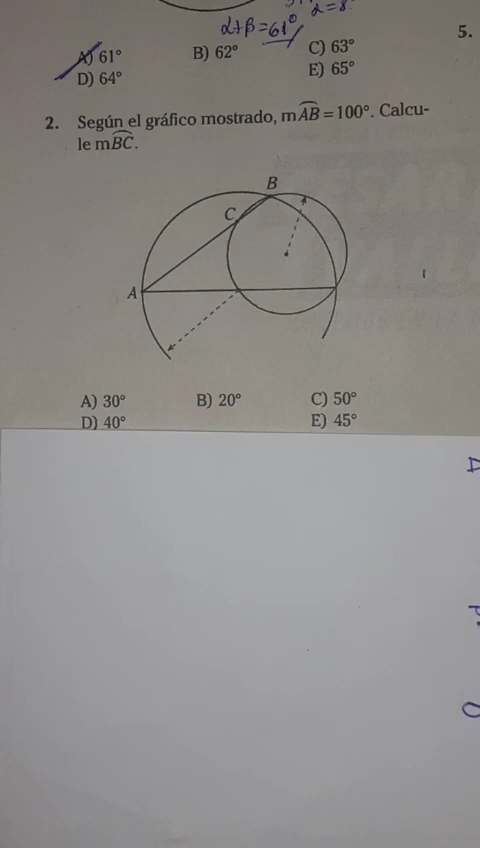 α+β=61°
A) 61° B) 62° C) 63°
D) 64° E) 65°
5.
2. Según el gráfico mostrado, mAB͡ = 100°. Calcu-
le mBC͡.
B
C
A
A) 30° B) 20° C) 50°
D) 40° E) 45°